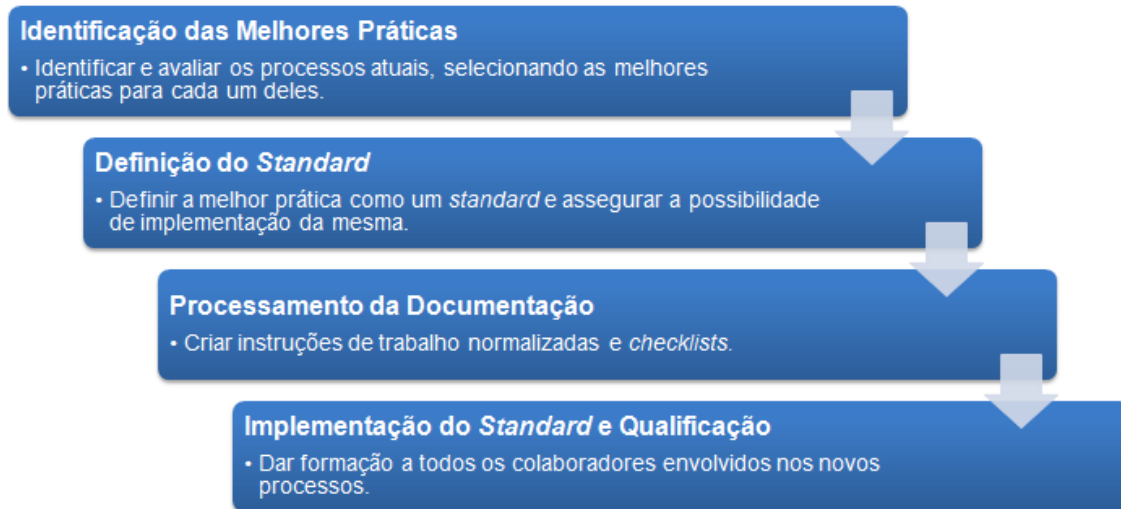 Identificação das Melhores Práticas
• Identificar e avaliar os processos atuais, selecionando as melhores
práticas para cada um deles.
Definição do Standard
• Definir a melhor prática como um standard e assegurar a possibilidade
de implementação da mesma.
Processamento da Documentação
• Criar instruções de trabalho normalizadas e checklists.
Implementação do Standard e Qualificação
• Dar formação a todos os colaboradores envolvidos nos novos
processos.